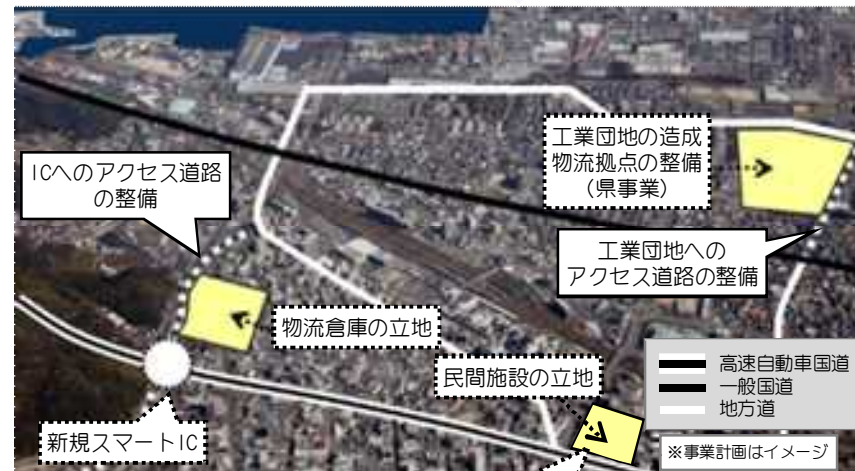 工業団地の造成
物流拠点の整備
(県事業)
ICへのアクセス道路
の整備
工業団地への
アクセス道路の整備
物流倉庫の立地
民間施設の立地
新規スマートIC
高速自動車国道
一般国道
地方道
※事業計画はイメージ